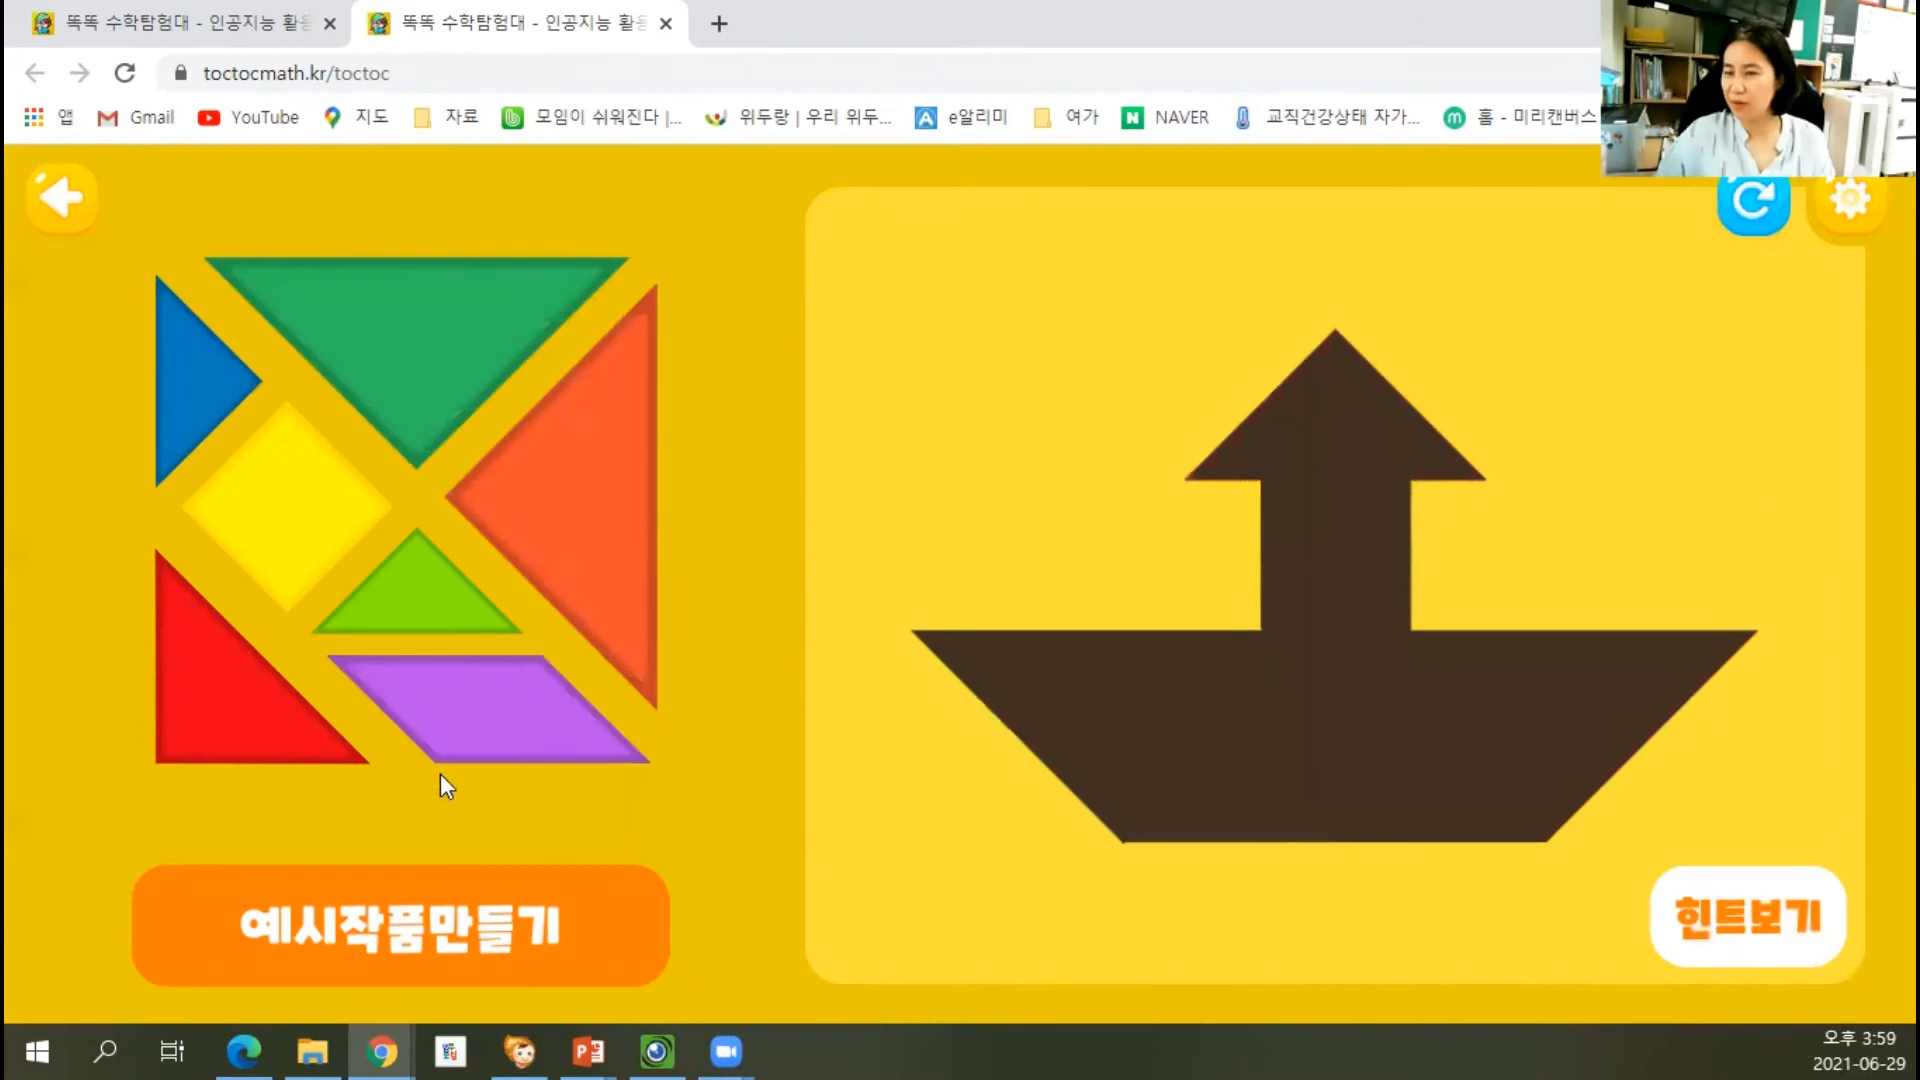 똑똑 수학탐험대 - 인공지능 활용
똑똑 수학탐험대 - 인공지능 활용
toctocmath.kr/toctoc
앱 Gmail YouTube 지도 자료 모임이 쉬워진다 |... 위두랑 | 우리 위두... e알리미 여가 NAVER 교직건강상태 자가... 홈 - 미리캔버스
예시작품만들기
힌트보기
오후 3:59
2021-06-29